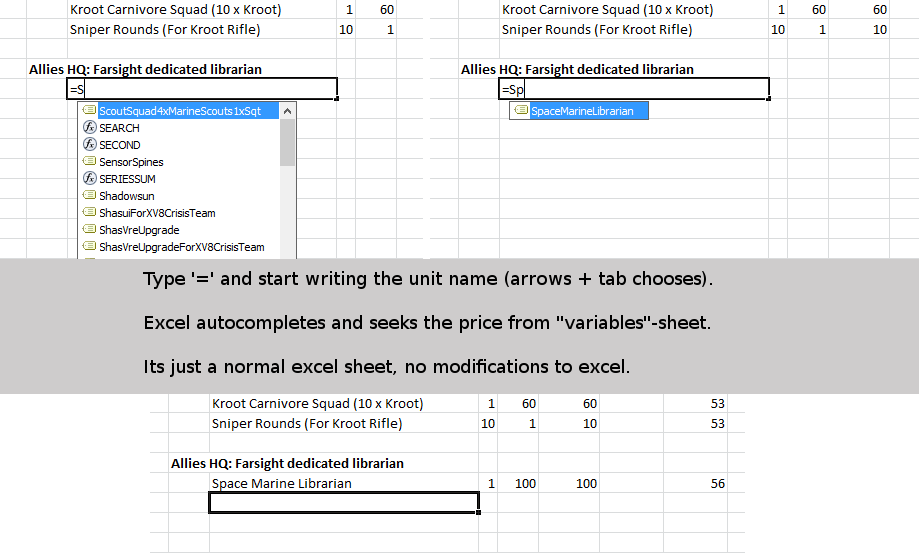 Kroot Carnivore Squad (10 x Kroot) 1 60
Sniper Rounds (For Kroot Rifle) 10 1
Allies HQ: Farsight dedicated librarian
=S
ScoutSquad4xMarineScouts1xSgt
SEARCH
SECOND
SensorSpines
SERIESSUM
Shadowsun
ShasuiForXV8CrisisTeam
ShasVreUpgrade
ShasVreUpgradeForXV8CrisisTeam
Kroot Carnivore Squad (10 x Kroot) 1 60 60
Sniper Rounds (For Kroot Rifle) 10 1 10
Allies HQ: Farsight dedicated librarian
=Sp
SpaceMarineLibrarian
Type '=' and start writing the unit name (arrows + tab chooses).
Excel autocompletes and seeks the price from "variables"-sheet.
Its just a normal excel sheet, no modifications to excel.
Kroot Carnivore Squad (10 x Kroot) 1 60 60 53
Sniper Rounds (For Kroot Rifle) 10 1 10 53
Allies HQ: Farsight dedicated librarian
Space Marine Librarian 1 100 100 56